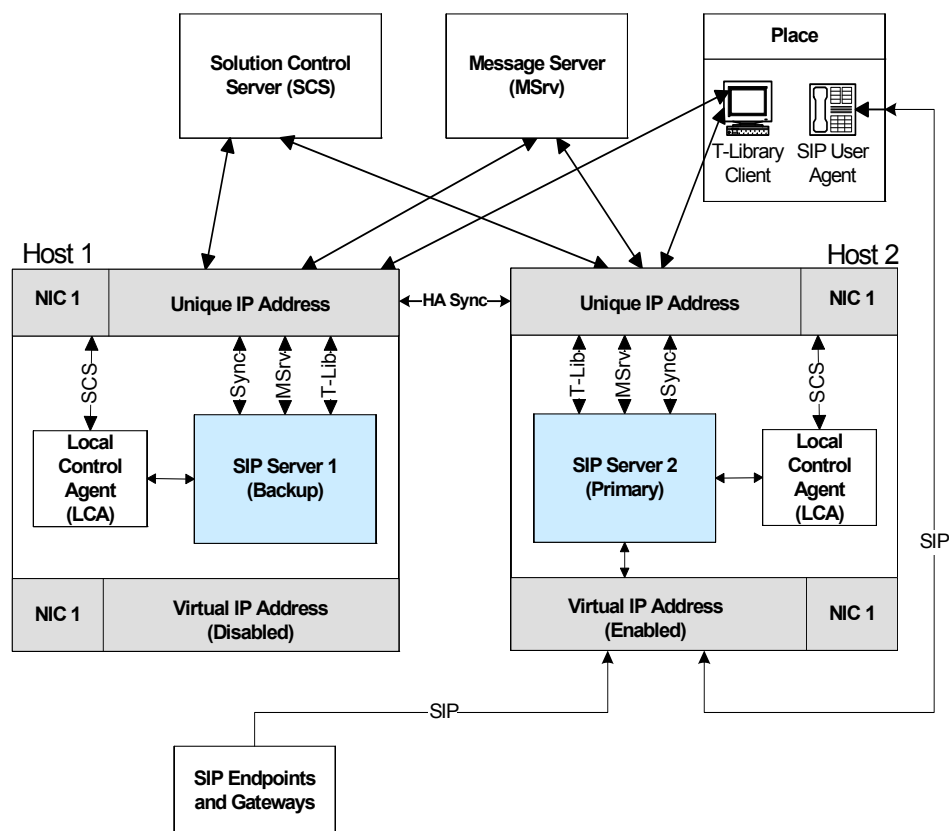 Solution Control
Server (SCS)
Message Server
(MSrv)
Place
T-Library
Client
SIP User
Agent
Host 1
Host 2
NIC 1
Unique IP Address
HA Sync
Unique IP Address
NIC 1
SCS
Sync
MSrv
T-Lib
T-Lib
MSrv
Sync
SCS
Local
Control
Agent
(LCA)
SIP Server 1
(Backup)
SIP Server 2
(Primary)
Local
Control
Agent
(LCA)
SIP
NIC 1
Virtual IP Address
(Disabled)
Virtual IP Address
(Enabled)
NIC 1
SIP
SIP Endpoints
and Gateways